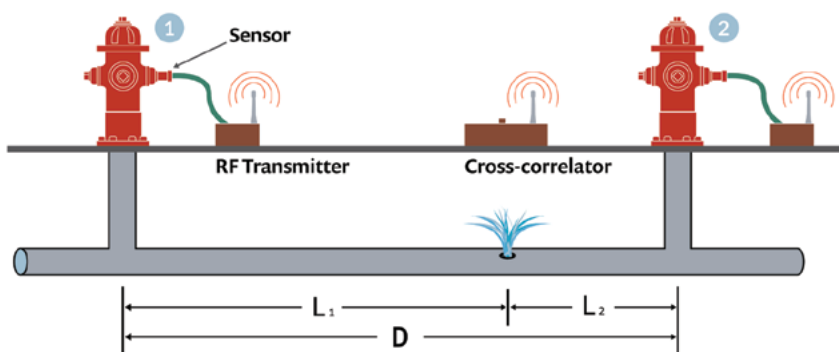 1
2
Sensor
RF Transmitter
Cross-correlator
L₁
L₂
D